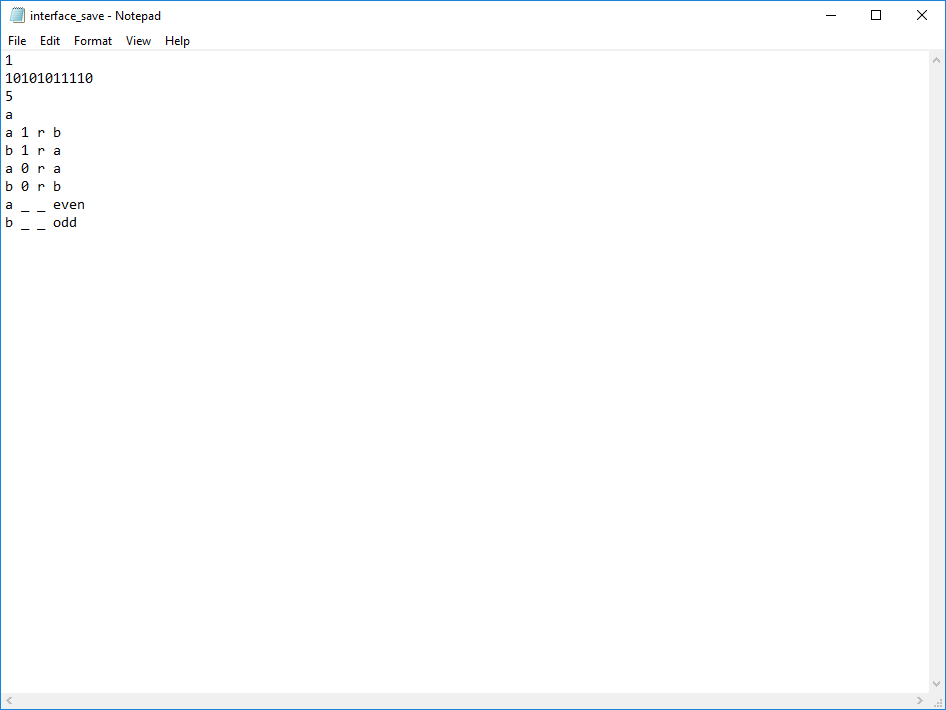 interface_save - Notepad
File Edit Format View Help
1
10101011110
5
a
a 1 r b
b 1 r a
a 0 r a
b 0 r b
a _ _ even
b _ _ odd